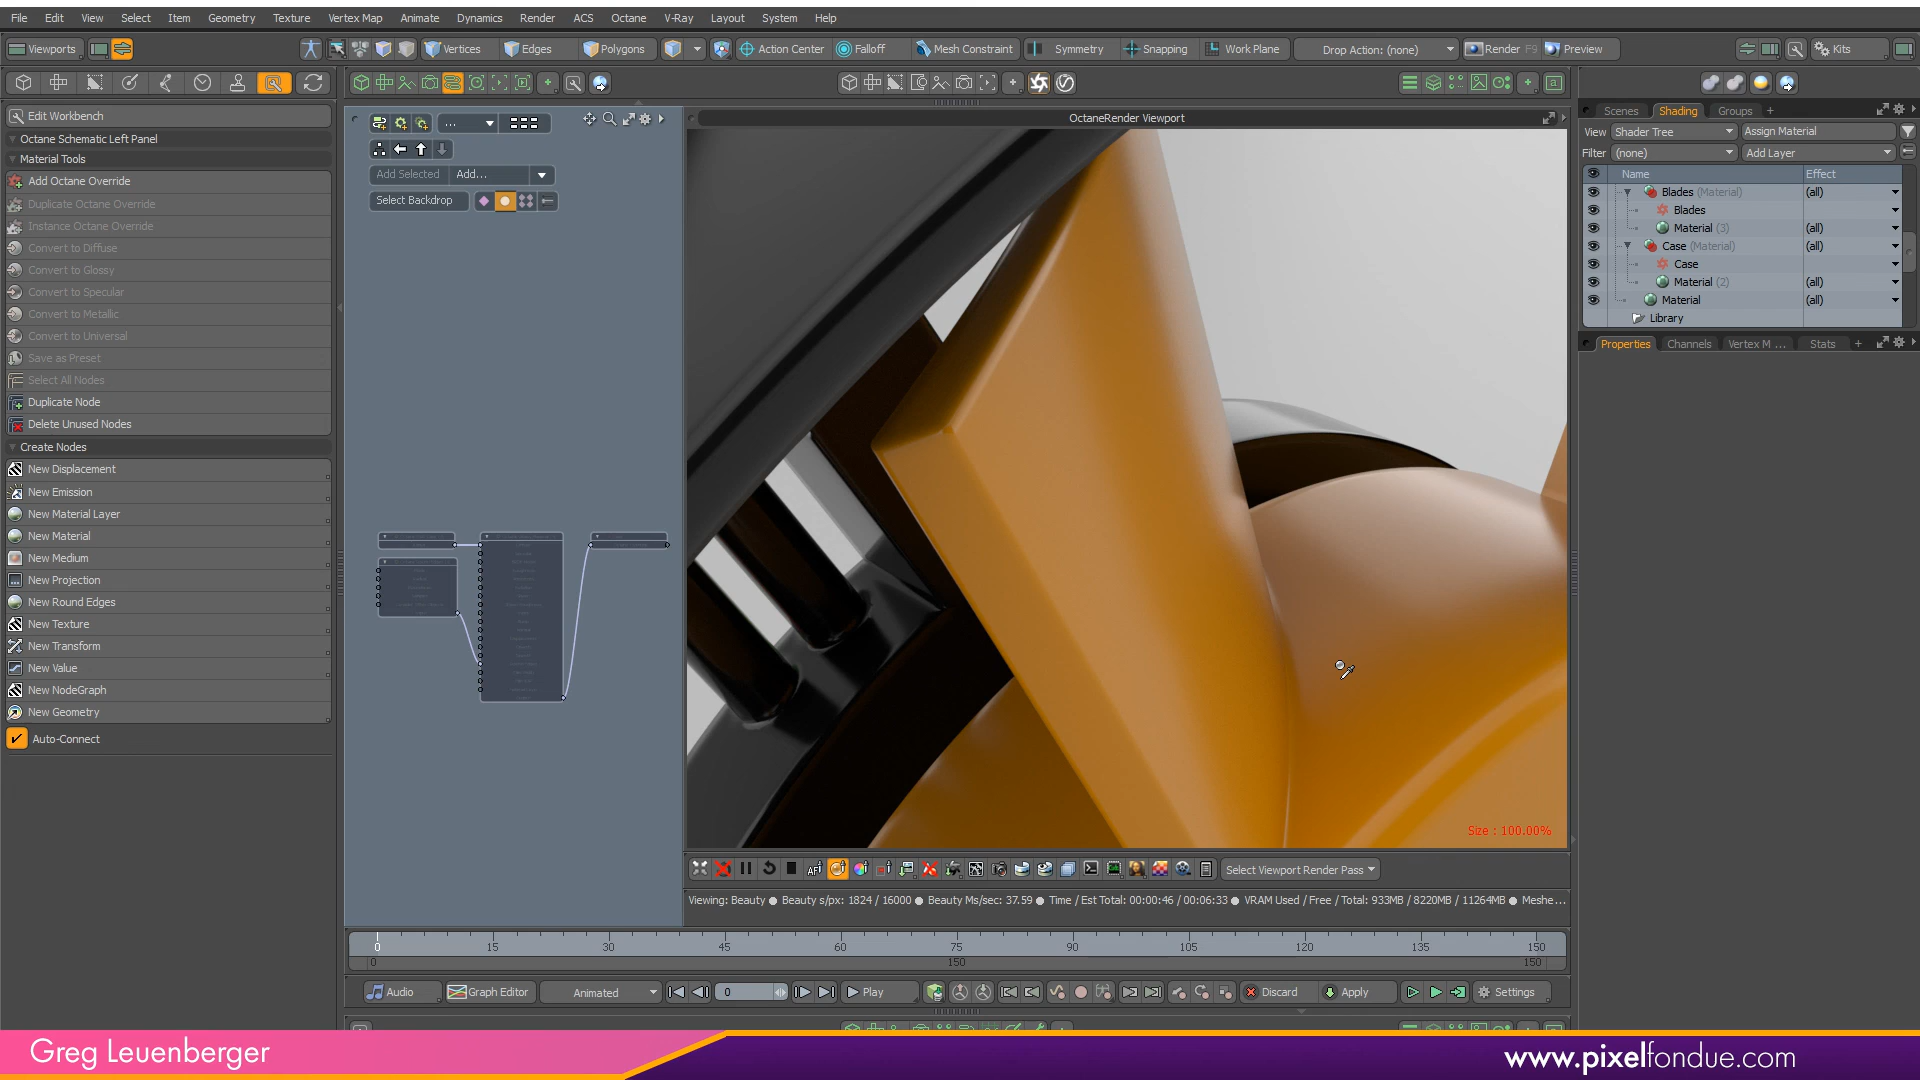 File Edit View Select Item Geometry Texture Vertex Map Animate Dynamics Render ACS Octane V-Ray Layout System Help
Viewports Vertices Edges Polygons Action Center Falloff Mesh Constraint Symmetry Snapping Work Plane Drop Action: (none) Render F9 Preview Kits
Edit Workbench
Octane Schematic Left Panel
Material Tools
Add Octane Override
Duplicate Octane Override
Instance Octane Override
Convert to Diffuse
Convert to Glossy
Convert to Specular
Convert to Metallic
Convert to Universal
Save as Preset
Select All Nodes
Duplicate Node
Delete Unused Nodes
Create Nodes
New Displacement
New Emission
New Material Layer
New Material
New Medium
New Projection
New Round Edges
New Texture
New Transform
New Value
New NodeGraph
New Geometry
Auto-Connect
...
Add Selected Add...
Select Backdrop
OctaneRender Viewport
Size : 100.00%
Select Viewport Render Pass
Viewing: Beauty ● Beauty s/px: 1824 / 16000 ● Beauty Ms/sec: 37.59 ● Time / Est Total: 00:00:46 / 00:06:33 ● VRAM Used / Free / Total: 933MB / 8220MB / 11264MB ● Meshe...
Scenes Shading Groups +
View Shader Tree Assign Material
Filter (none) Add Layer
Name Effect
Blades (Material) (all)
Blades
Material (3) (all)
Case (Material) (all)
Case
Material (2) (all)
Material (all)
Library
Properties Channels Vertex M ... Stats +
0 15 30 45 60 75 90 105 120 135 150
0 150 150
Audio Graph Editor Animated 0 Play Discard Apply Settings
Greg Leuenberger
www.pixelfondue.com